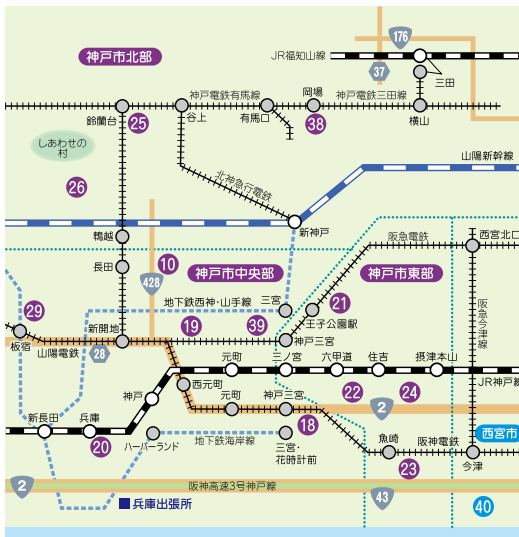 176
神戸市北部
JR福知山線
37
三田
神戸電鉄有馬線
岡場
神戸電鉄三田線
鈴蘭台
25
谷上
有馬口
38
横山
しあわせの
村
山陽新幹線
26
北神急行電鉄
新神戸
鵯越
阪急電鉄
西宮北口
長田
10
神戸市中央部
神戸市東部
428
地下鉄西神・山手線
三宮
21
29
19
39
王子公園駅
阪急今津線
板宿
山陽電鉄
新開地
28
神戸三宮
元町
三ノ宮
六甲道
住吉
摂津本山
JR神戸線
西元町
神戸
元町
神戸三宮
22
24
2
新長田
兵庫
18
西宮市
20
ハーバーランド
地下鉄海岸線
三宮・
花時計前
魚崎
阪神電鉄
今津
23
2
阪神高速3号神戸線
43
兵庫出張所
40